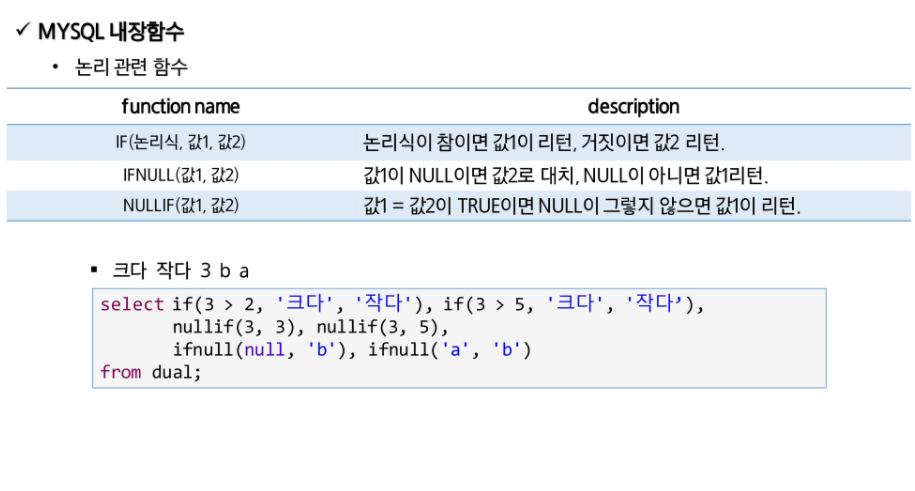 ✓ MYSQL 내장함수
• 논리 관련 함수
function name description
IF(논리식, 값1, 값2) 논리식이 참이면 값1이 리턴, 거짓이면 값2 리턴.
IFNULL(값1, 값2) 값1이 NULL이면 값2로 대치, NULL이 아니면 값1리턴.
NULLIF(값1, 값2) 값1 = 값2이 TRUE이면 NULL이 그렇지 않으면 값1이 리턴.
▪ 크다 작다 3 b a
select if(3 > 2, '크다', '작다'), if(3 > 5, '크다', '작다’),
nullif(3, 3), nullif(3, 5),
ifnull(null, 'b'), ifnull('a', 'b')
from dual;